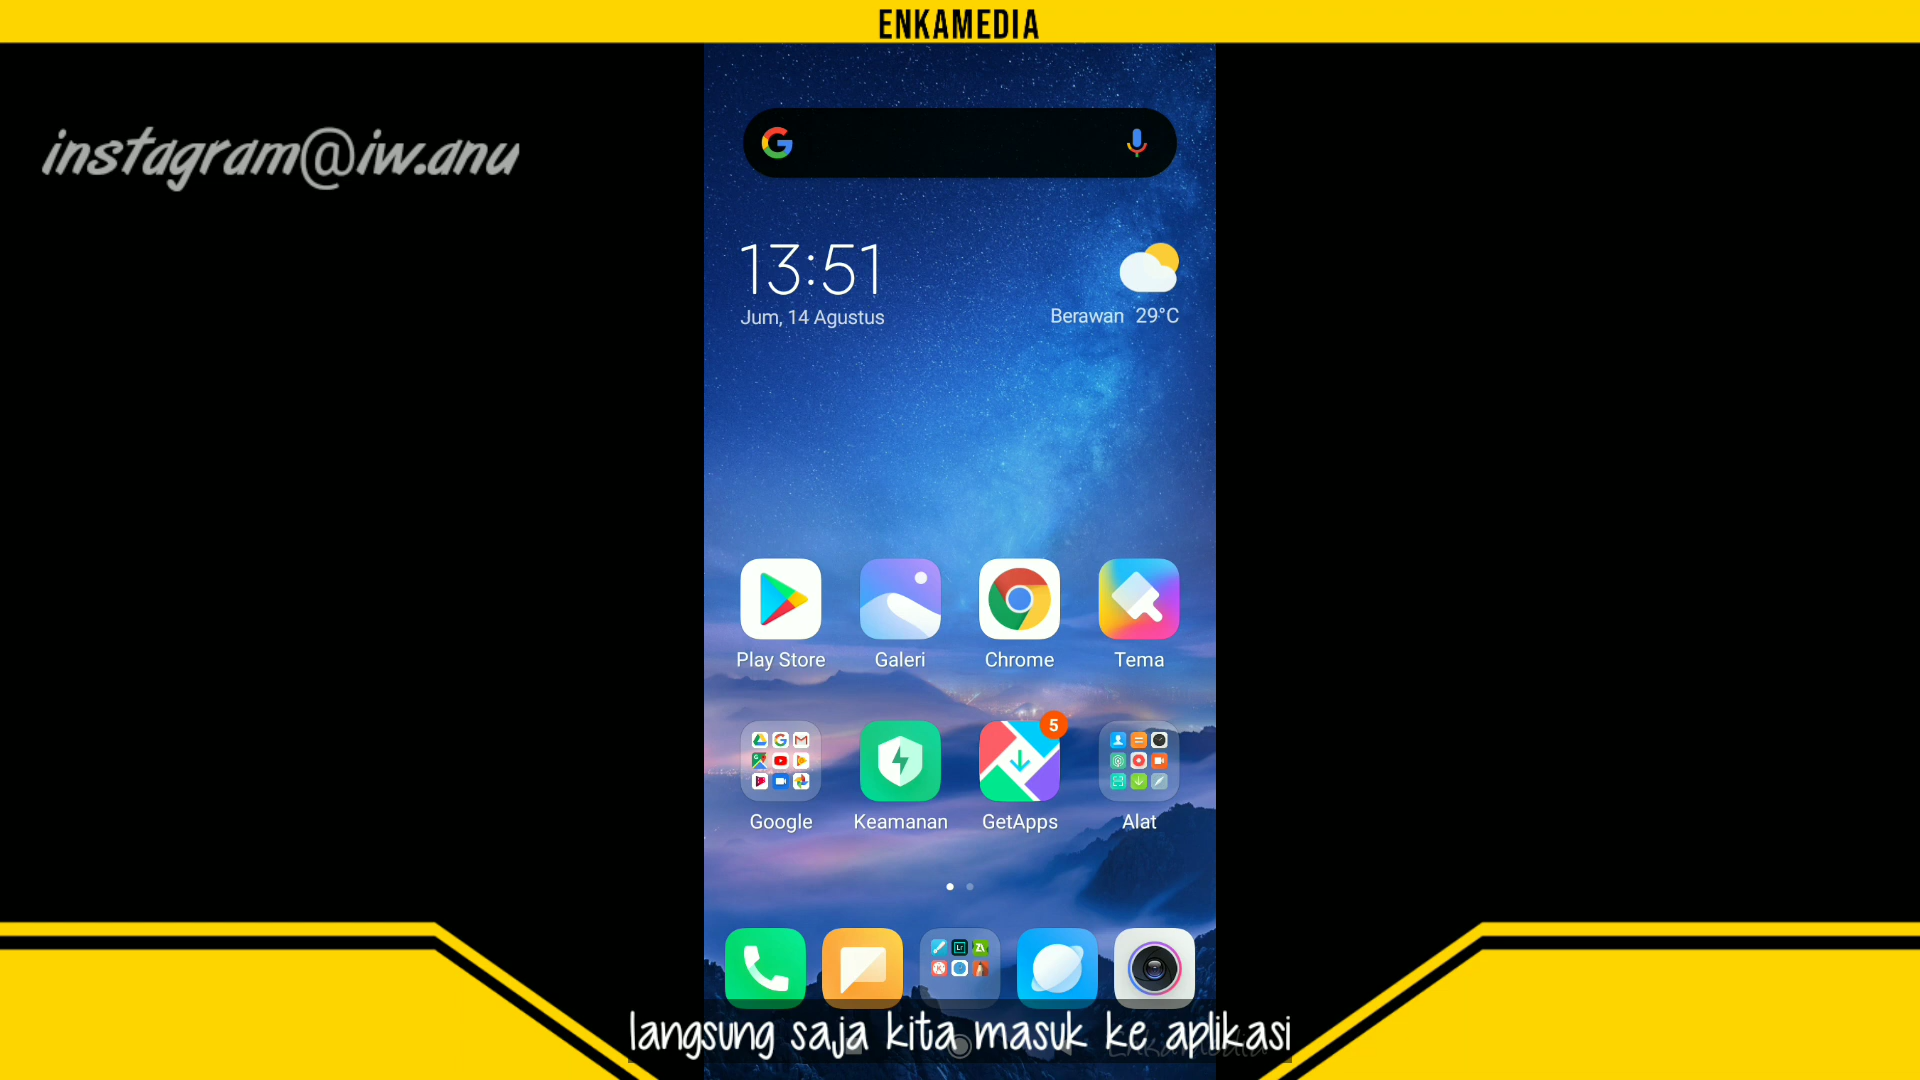 ENKAMEDIA
instagram@iw.anu
13:51
Jum, 14 Agustus
Berawan 29°C
Play Store
Galeri
Chrome
Tema
5
Google
Keamanan
GetApps
Alat
langsung saja kita masuk ke aplikasi